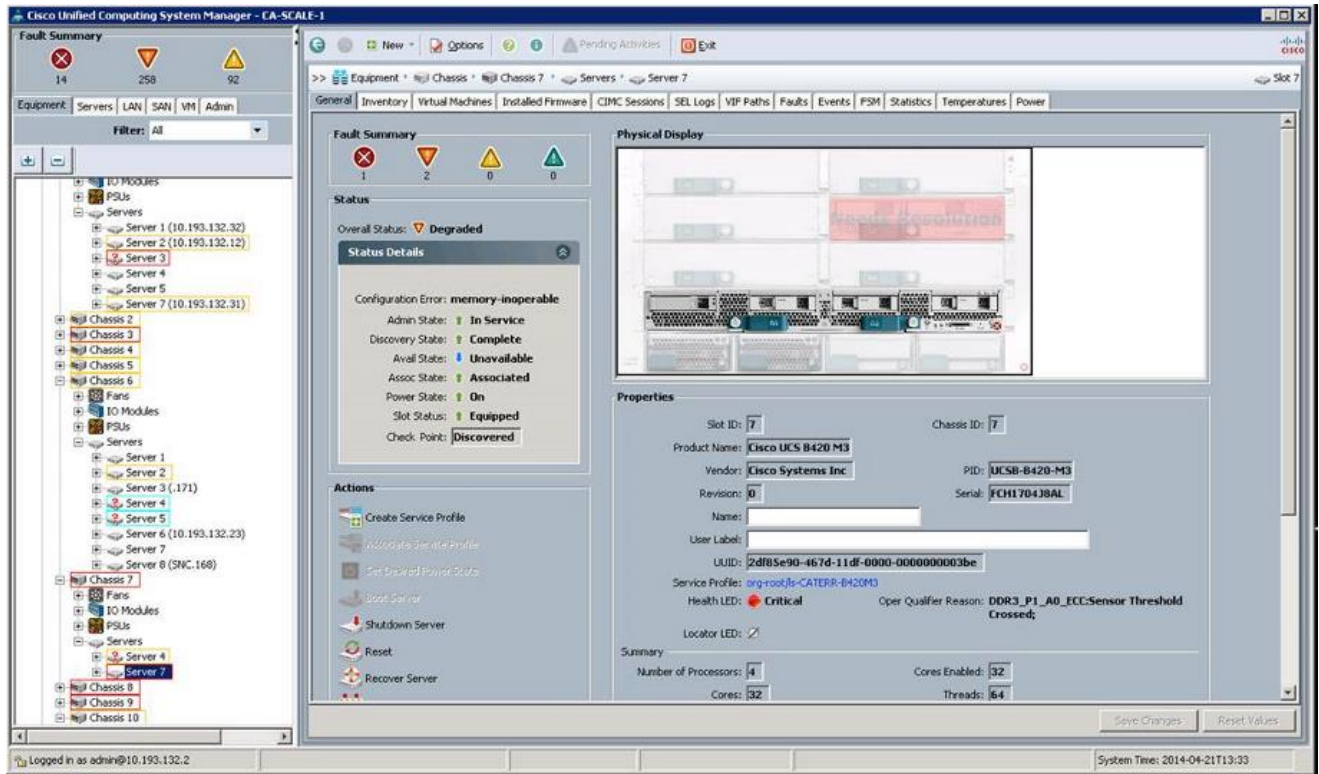 Cisco Unified Computing System Manager - CA-SCALE-1
Fault Summary
14 258 92
Equipment Servers LAN SAN VM Admin
Filter: All
IO Modules
PSUs
Servers
Server 1 (10.193.132.32)
Server 2 (10.193.132.12)
Server 3
Server 4
Server 5
Server 7 (10.193.132.31)
Chassis 2
Chassis 3
Chassis 4
Chassis 5
Chassis 6
Fans
IO Modules
PSUs
Servers
Server 1
Server 2
Server 3 (.171)
Server 4
Server 5
Server 6 (10.193.132.23)
Server 7
Server 8 (SNC.168)
Chassis 7
Fans
IO Modules
PSUs
Servers
Server 4
Server 7
Chassis 8
Chassis 9
Chassis 10
New Options Pending Activities Exit
cisco
>> Equipment Chassis Chassis 7 Servers Server 7 Slot 7
General Inventory Virtual Machines Installed Firmware CIMC Sessions SEL Logs VIF Paths Faults Events FSM Statistics Temperatures Power
Fault Summary
1 2 0 0
Status
Overall Status: Degraded
Status Details
Configuration Error: memory-inoperable
Admin State: In Service
Discovery State: Complete
Avail State: Unavailable
Assoc State: Associated
Power State: On
Slot Status: Equipped
Check Point: Discovered
Actions
Create Service Profile
Associate Service Profile
Set Desired Power State
Boot Server
Shutdown Server
Reset
Recover Server
Physical Display
Needs Resolution
Properties
Slot ID: 7 Chassis ID: 7
Product Name: Cisco UCS B420 M3
Vendor: Cisco Systems Inc PID: UCSB-B420-M3
Revision: 0 Serial: FCH1704J8AL
Name:
User Label:
UUID: 2df85e90-467d-11df-0000-0000000003be
Service Profile: org-root/ls-CATERR-B420M3
Health LED: Critical Oper Qualifier Reason: DDR3_P1_A0_ECC:Sensor Threshold
Crossed;
Locator LED:
Summary
Number of Processors: 4 Cores Enabled: 32
Cores: 32 Threads: 64
Save Changes Reset Values
Logged in as admin@10.193.132.2 System Time: 2014-04-21T13:33